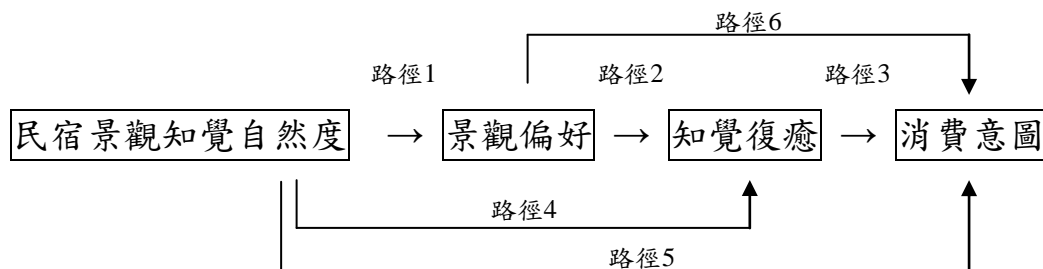 路徑6
路徑1 路徑2 路徑3
民宿景觀知覺自然度 → 景觀偏好 → 知覺復癒 → 消費意圖
路徑4
路徑5